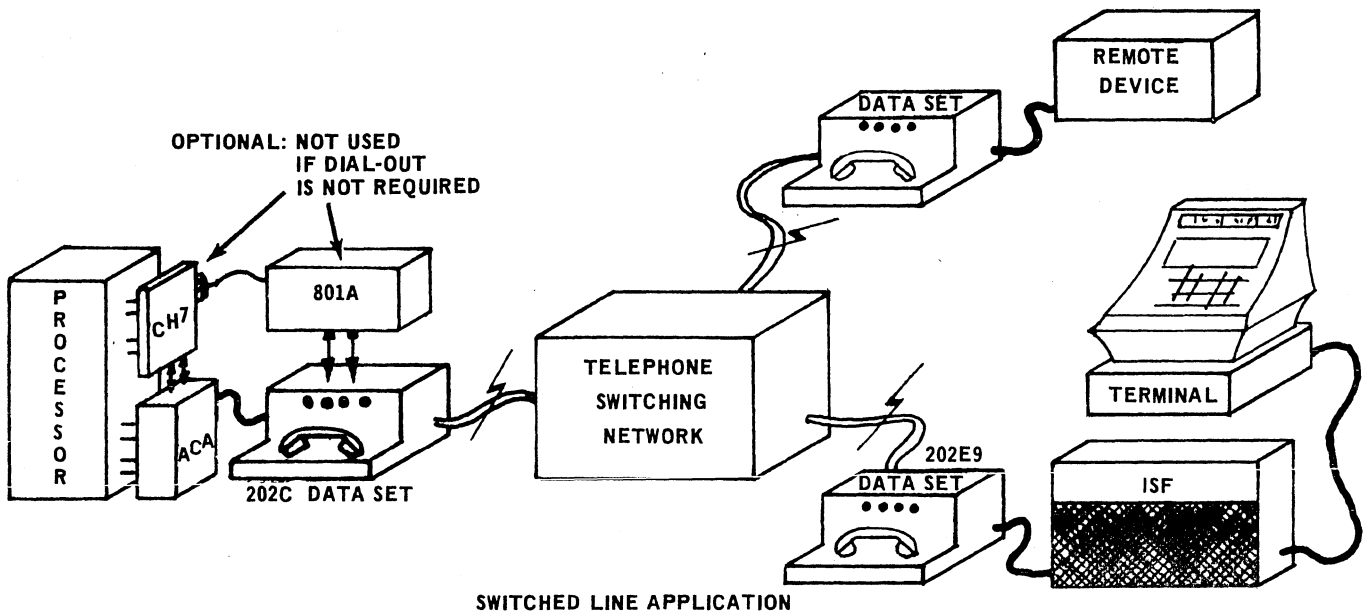 REMOTE
DEVICE
DATA SET
OPTIONAL: NOT USED
IF DIAL-OUT
IS NOT REQUIRED
PROCESSOR
CH7
801A
ACA
202C DATA SET
TELEPHONE
SWITCHING
NETWORK
TERMINAL
202E9
DATA SET
ISF
SWITCHED LINE APPLICATION